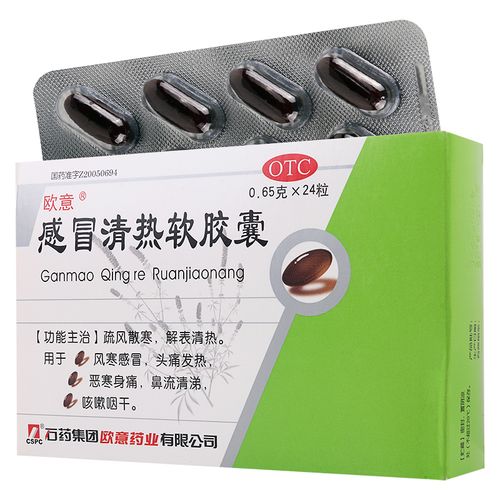 国药准字Z20050694
OTC
0.65克×24粒
欧意®
感冒清热软胶囊
Ganmao Qing re Ruanjiaonang
【功能主治】疏风散寒，解表清热。
用于 风寒感冒，头痛发热，
恶寒身痛，鼻流清涕，
咳嗽咽干。
CSPC
石药集团欧意药业有限公司